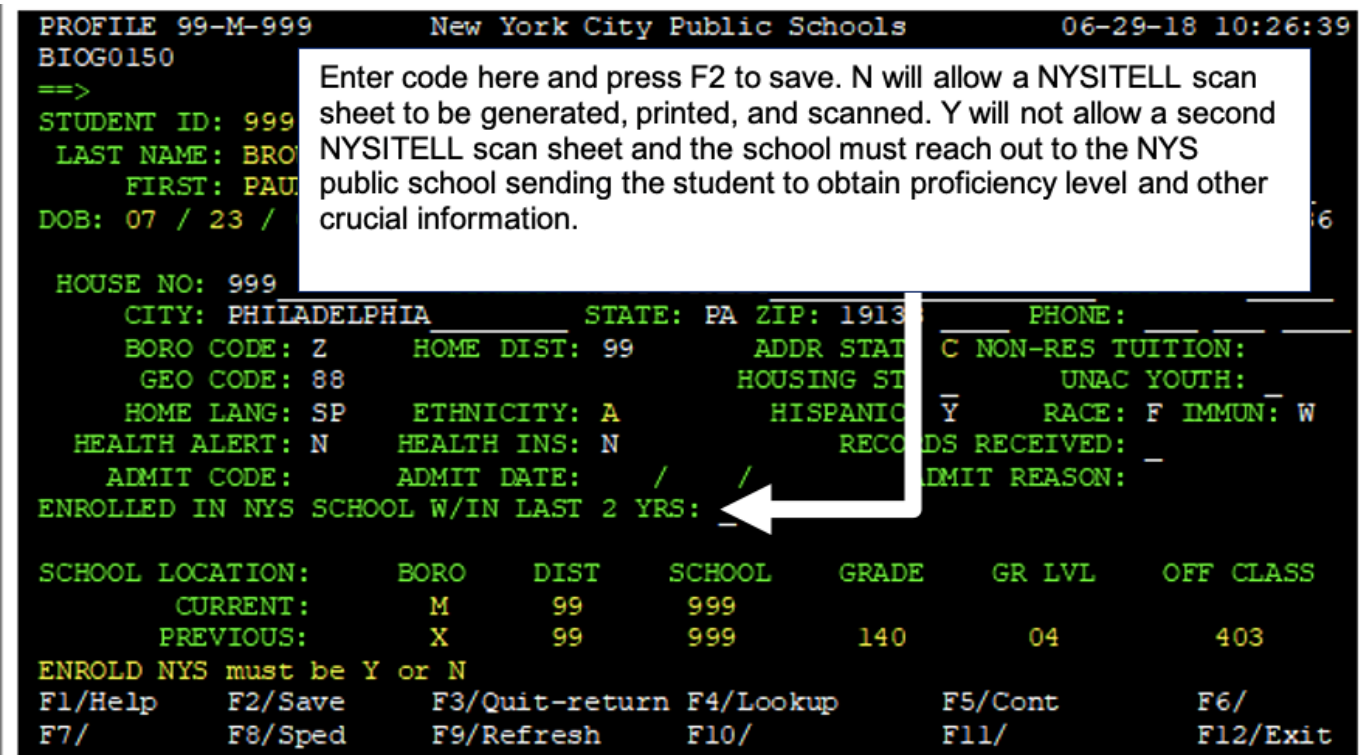 PROFILE 99-M-999 New York City Public Schools 06-29-18 10:26:39
BIOG0150
==>
Enter code here and press F2 to save. N will allow a NYSITELL scan
sheet to be generated, printed, and scanned. Y will not allow a second
NYSITELL scan sheet and the school must reach out to the NYS
public school sending the student to obtain proficiency level and other
crucial information.
STUDENT ID: 999
LAST NAME: BRO
FIRST: PAU
DOB: 07 / 23 / 6
HOUSE NO: 999
CITY: PHILADELPHIA STATE: PA ZIP: 1913 PHONE:
BORO CODE: Z HOME DIST: 99 ADDR STAT C NON-RES TUITION:
GEO CODE: 88 HOUSING ST UNAC YOUTH: _
HOME LANG: SP ETHNICITY: A HISPANIC Y RACE: F IMMUN: W
HEALTH ALERT: N HEALTH INS: N RECORDS RECEIVED: _
ADMIT CODE: ADMIT DATE: / / ADMIT REASON:
ENROLLED IN NYS SCHOOL W/IN LAST 2 YRS: _
SCHOOL LOCATION: BORO DIST SCHOOL GRADE GR LVL OFF CLASS
CURRENT: M 99 999
PREVIOUS: X 99 999 140 04 403
ENROLD NYS must be Y or N
F1/Help F2/Save F3/Quit-return F4/Lookup F5/Cont F6/
F7/ F8/Sped F9/Refresh F10/ F11/ F12/Exit